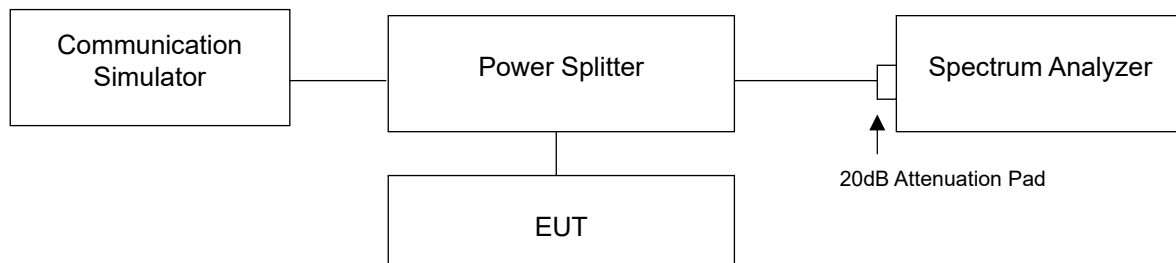 Communication
Simulator
Power Splitter
Spectrum Analyzer
20dB Attenuation Pad
EUT